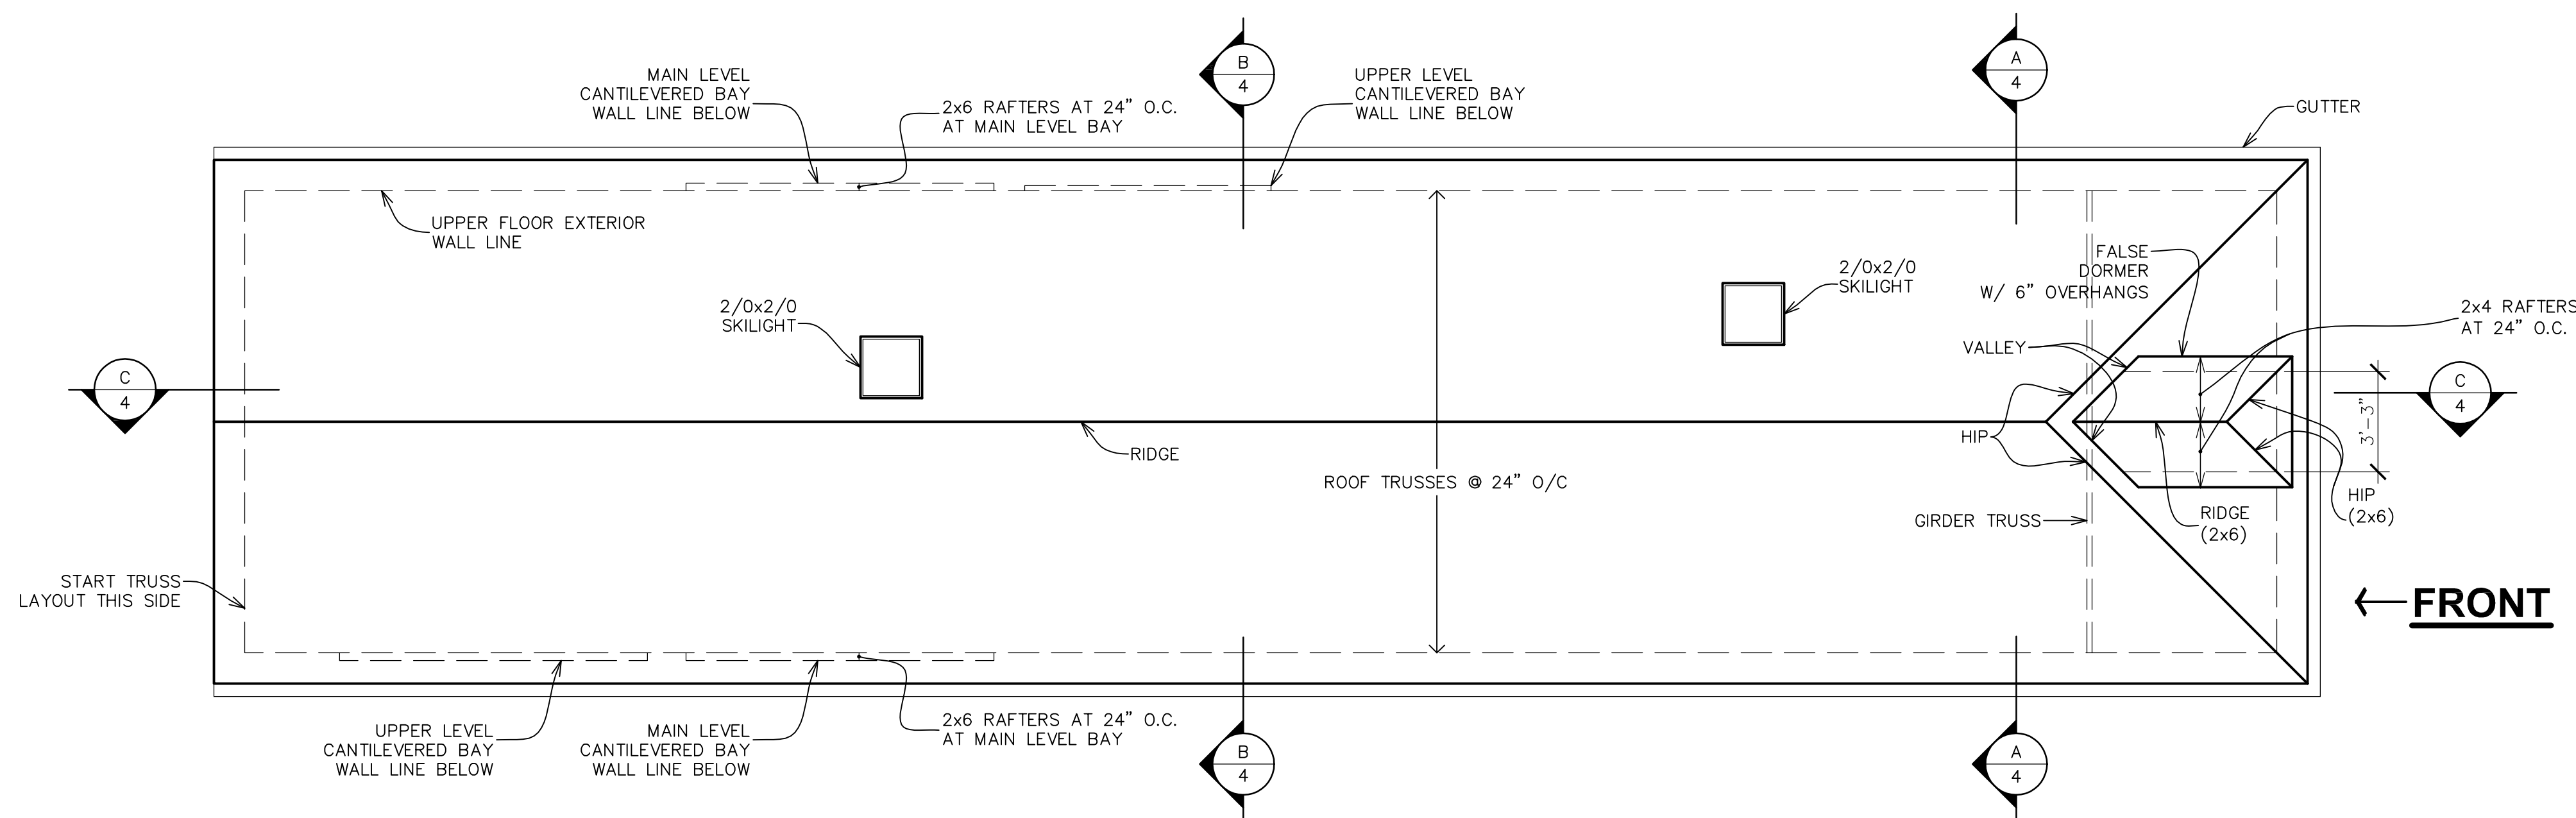 A
4
B
4
MAIN LEVEL
CANTILEVERED BAY
WALL LINE BELOW
2x6 RAFTERS AT 24" O.C.
AT MAIN LEVEL BAY
UPPER LEVEL
CANTILEVERED BAY
WALL LINE BELOW
GUTTER
UPPER FLOOR EXTERIOR
WALL LINE
2/0x2/0
SKILIGHT
2/0x2/0
SKILIGHT
FALSE
DORMER
W/ 6" OVERHANGS
2x4 RAFTERS
AT 24" O.C.
VALLEY
C
4
C
4
3'-3"
HIP
RIDGE
ROOF TRUSSES @ 24" O/C
GIRDER TRUSS
RIDGE
(2x6)
HIP
(2x6)
START TRUSS
LAYOUT THIS SIDE
FRONT
UPPER LEVEL
CANTILEVERED BAY
WALL LINE BELOW
MAIN LEVEL
CANTILEVERED BAY
WALL LINE BELOW
2x6 RAFTERS AT 24" O.C.
AT MAIN LEVEL BAY
B
4
A
4